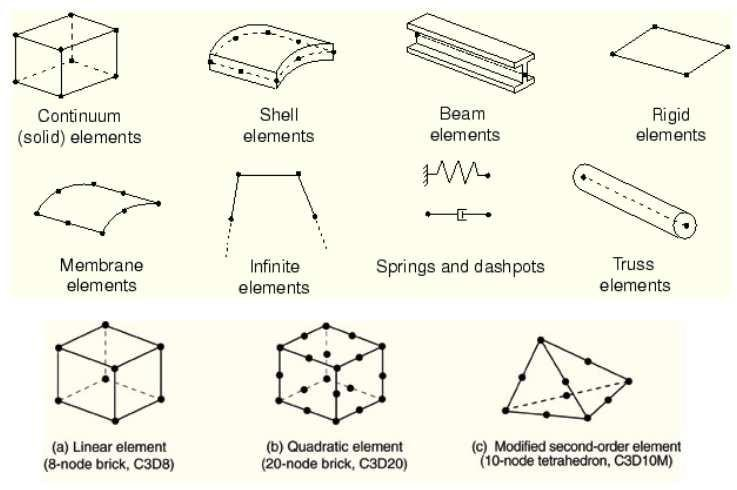 Continuum
(solid) elements
Shell
elements
Beam
elements
Rigid
elements
Membrane
elements
Infinite
elements
Springs and dashpots
Truss
elements
(a) Linear element
(8-node brick, C3D8)
(b) Quadratic element
(20-node brick, C3D20)
(c) Modified second-order element
(10-node tetrahedron, C3D10M)